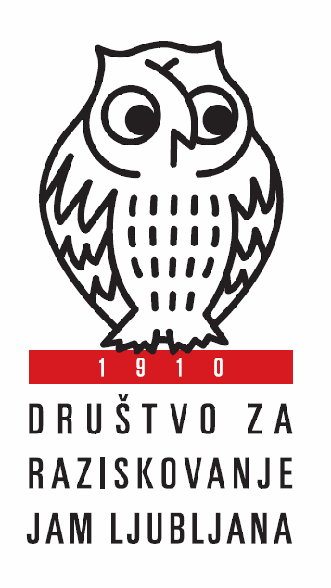 1910
DRUŠTVO ZA
RAZISKOVANJE
JAM LJUBLJANA